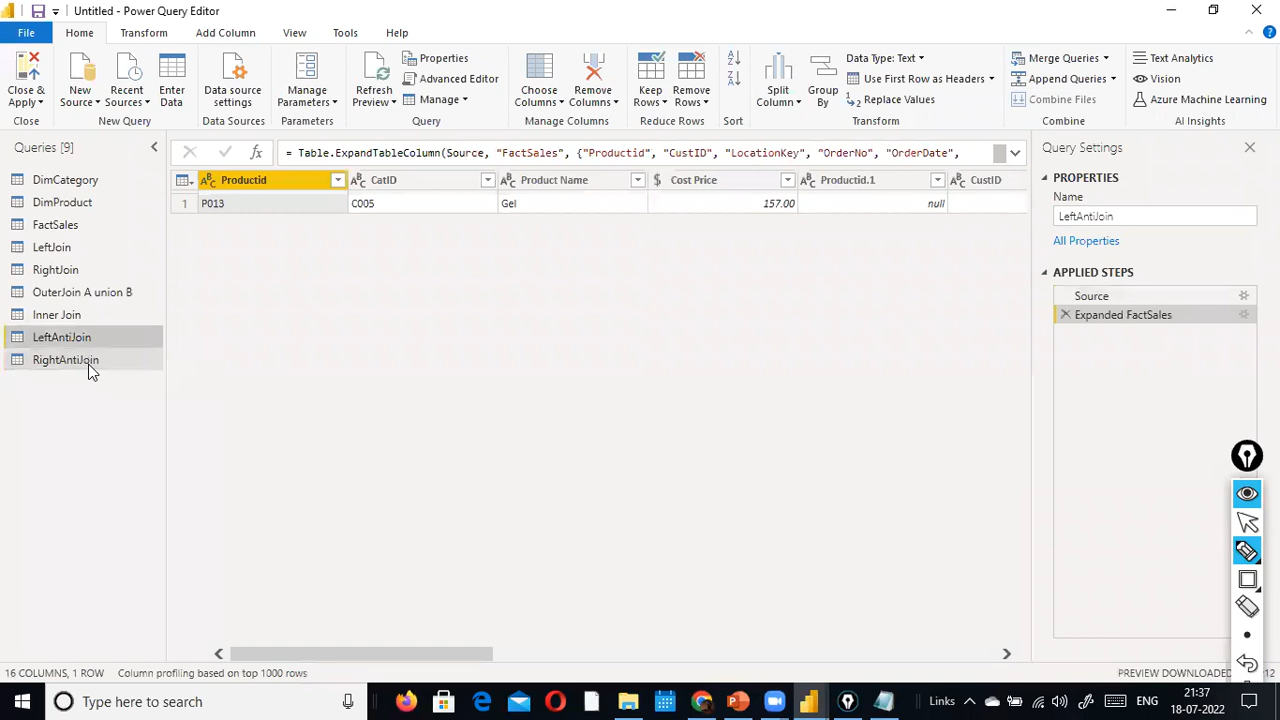 Untitled - Power Query Editor
File Home Transform Add Column View Tools Help
Close & Apply
New Source
Recent Sources
Enter Data
Data source settings
Manage Parameters
Refresh Preview
Properties
Advanced Editor
Manage
Choose Columns
Remove Columns
Keep Rows
Remove Rows
Split Column
Group By
Data Type: Text
Use First Row as Headers
Replace Values
Merge Queries
Append Queries
Combine Files
Text Analytics
Vision
Azure Machine Learning
Close New Query Data Sources Parameters Query Manage Columns Reduce Rows Sort Transform Combine AI Insights
Queries [9]
DimCategory
DimProduct
FactSales
LeftJoin
RightJoin
OuterJoin A union B
Inner Join
LeftAntiJoin
RightAntiJoin
= Table.ExpandTableColumn(Source, "FactSales", {"Productid", "CustID", "LocationKey", "OrderNo", "OrderDate",
Productid CatID Product Name $ Cost Price Productid.1 CustID
1 P013 C005 Gel 157.00 null
Query Settings
PROPERTIES
Name
LeftAntiJoin
All Properties
APPLIED STEPS
Source
Expanded FactSales
16 COLUMNS, 1 ROW Column profiling based on top 1000 rows
PREVIEW DOWNLOADED
Type here to search
Links
ENG
21:37
18-07-2022